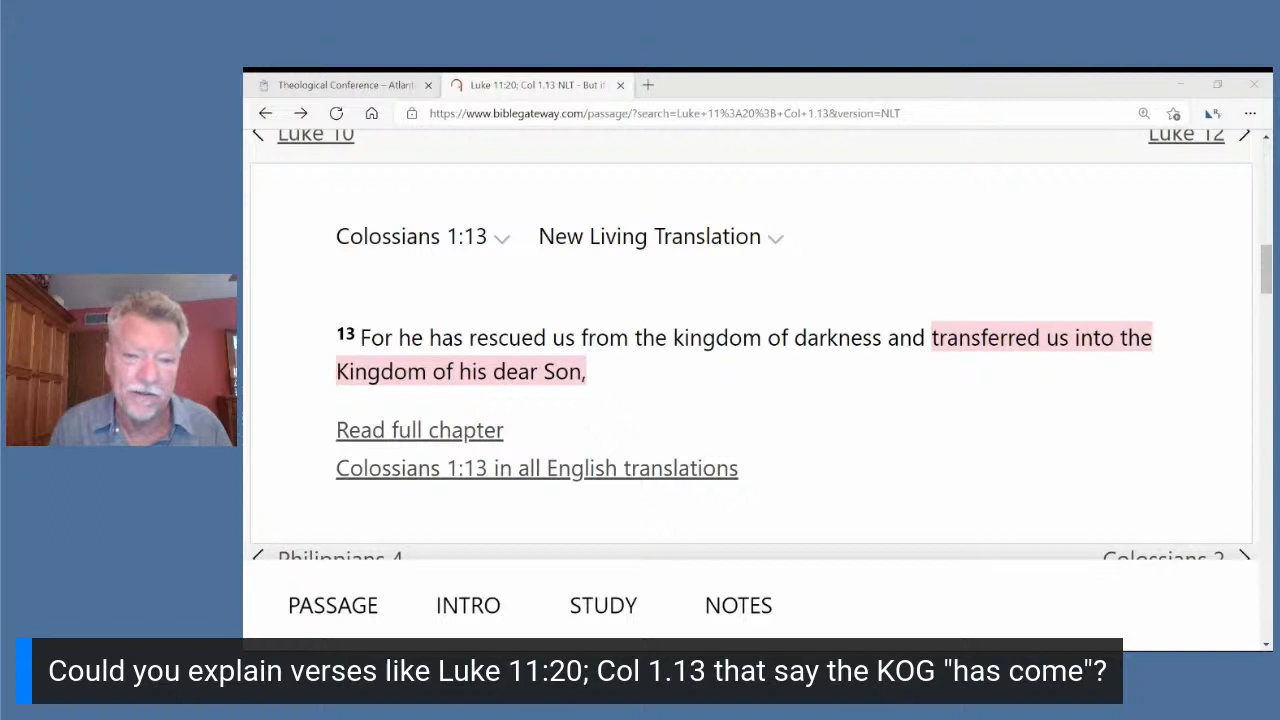 Theological Conference – Atlant
Luke 11:20; Col 1.13 NLT - But if
https://www.biblegateway.com/passage/?search=Luke+11%3A20%3B+Col+1.13&version=NLT
Luke 10
Luke 12
Colossians 1:13 New Living Translation
13 For he has rescued us from the kingdom of darkness and transferred us into the
Kingdom of his dear Son,
Read full chapter
Colossians 1:13 in all English translations
Philippians 4
Colossians 2
PASSAGE INTRO STUDY NOTES
Could you explain verses like Luke 11:20; Col 1.13 that say the KOG "has come"?